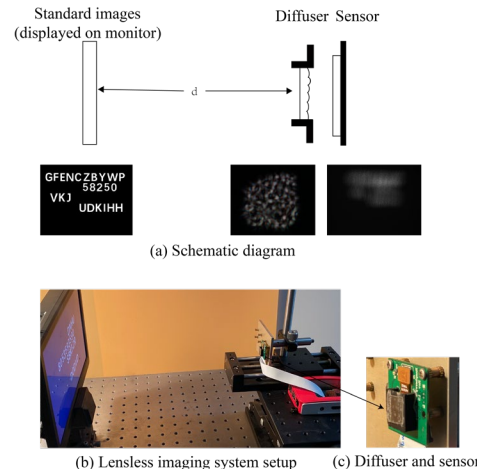 Standard images
(displayed on monitor)
Diffuser Sensor
d
GFENCZBYWP
58250
VKJ
UDKIHH
(a) Schematic diagram
(b) Lensless imaging system setup
(c) Diffuser and sensor